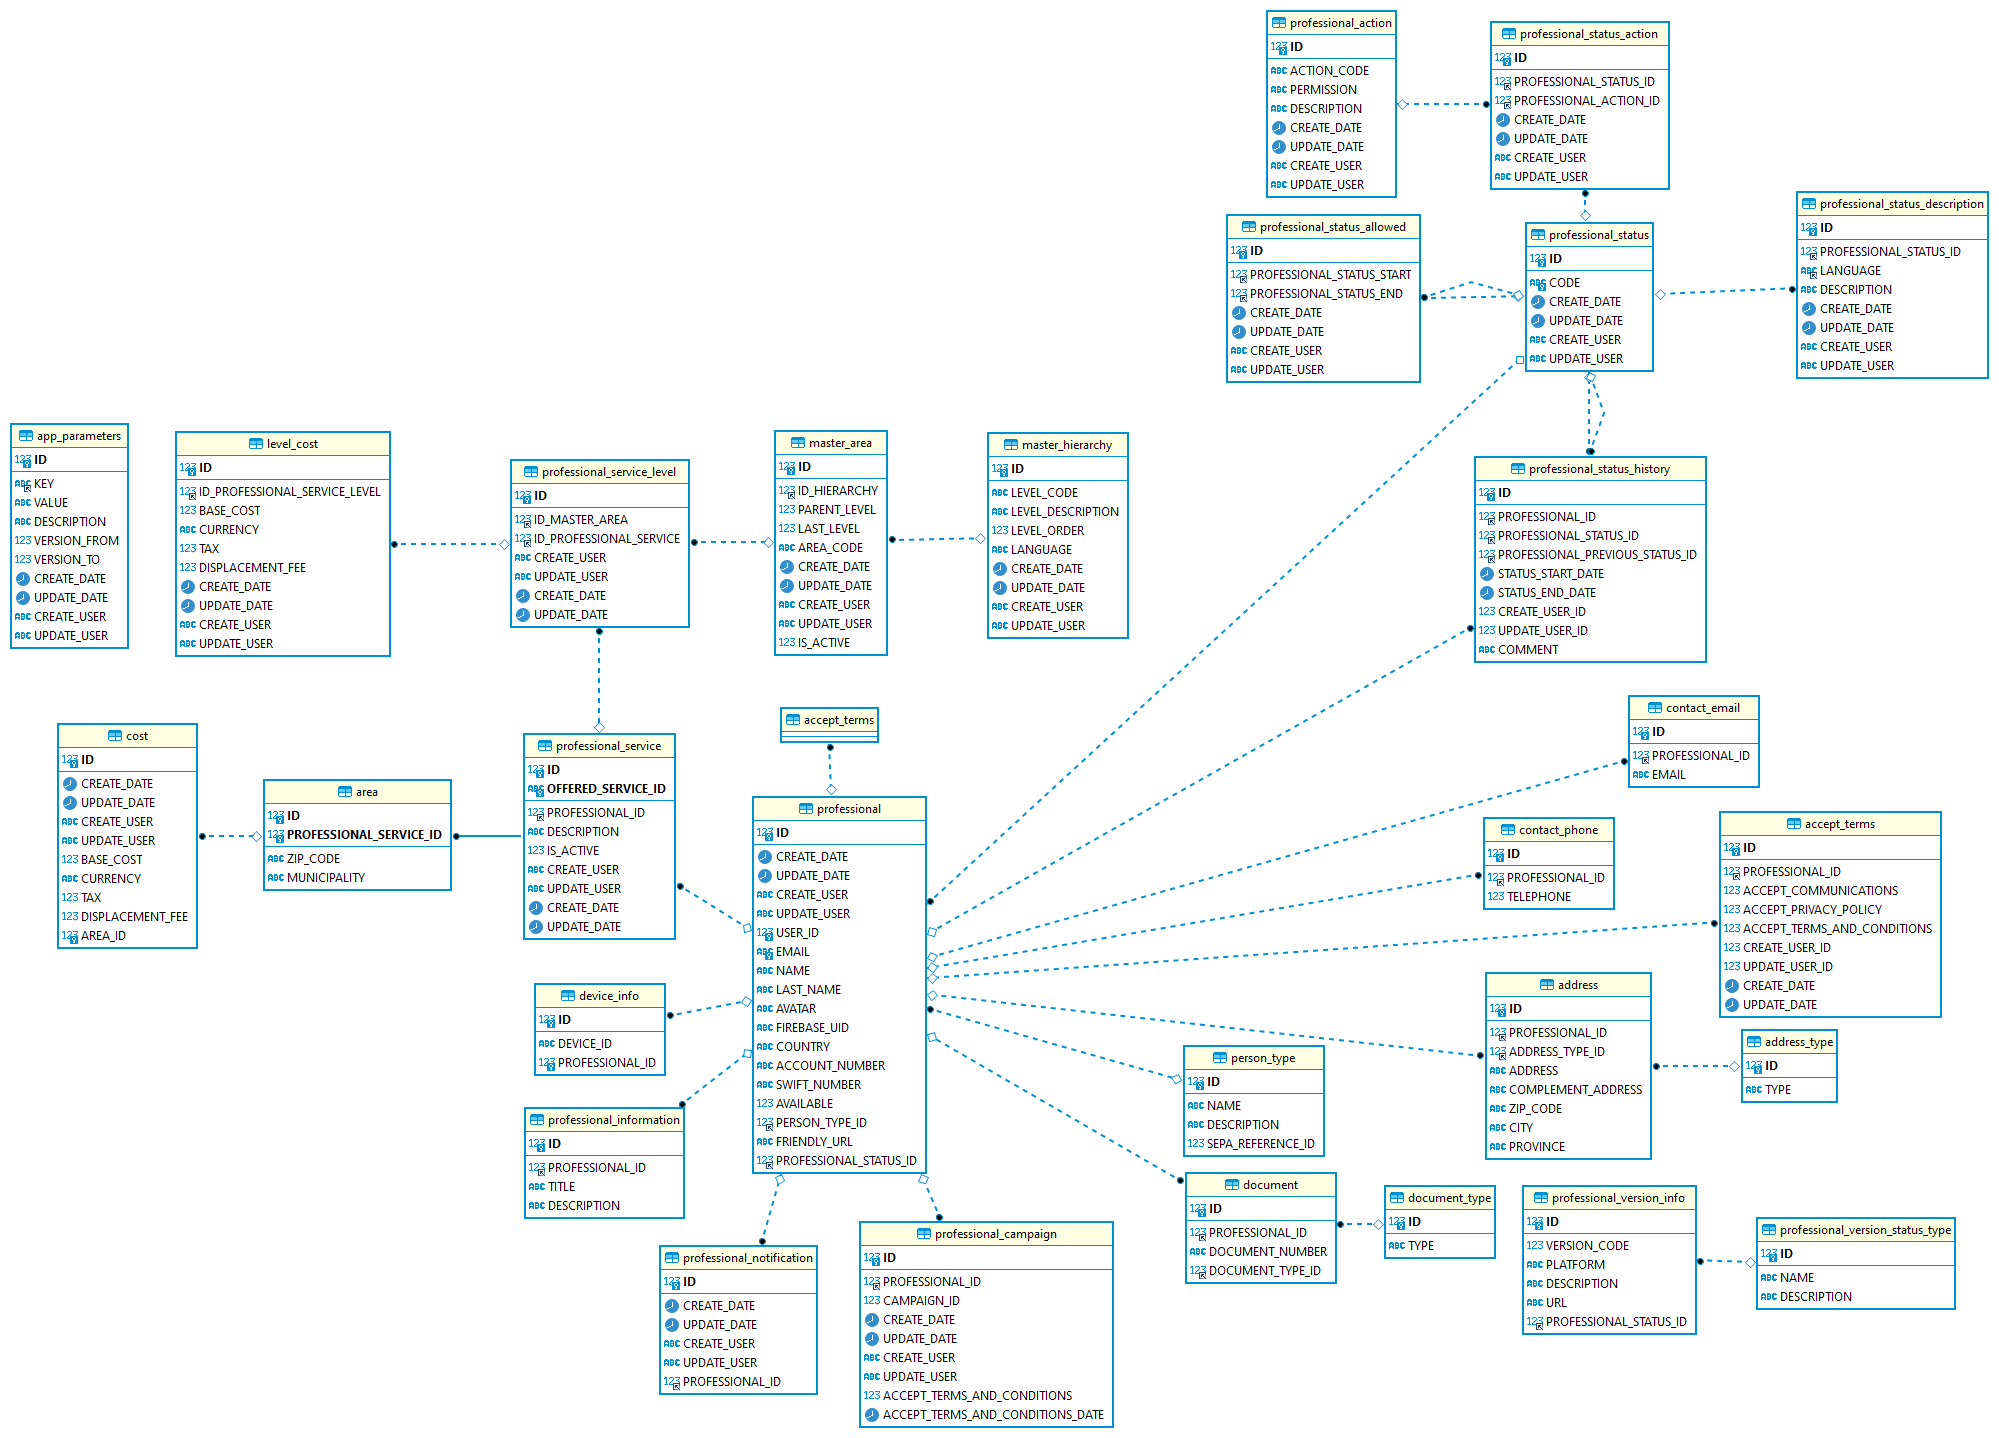 professional_action
ID
ACTION_CODE
PERMISSION
DESCRIPTION
CREATE_DATE
UPDATE_DATE
CREATE_USER
UPDATE_USER
professional_status_action
ID
PROFESSIONAL_STATUS_ID
PROFESSIONAL_ACTION_ID
CREATE_DATE
UPDATE_DATE
CREATE_USER
UPDATE_USER
professional_status_allowed
ID
PROFESSIONAL_STATUS_START
PROFESSIONAL_STATUS_END
CREATE_DATE
UPDATE_DATE
CREATE_USER
UPDATE_USER
professional_status
ID
CODE
CREATE_DATE
UPDATE_DATE
CREATE_USER
UPDATE_USER
professional_status_description
ID
PROFESSIONAL_STATUS_ID
LANGUAGE
DESCRIPTION
CREATE_DATE
UPDATE_DATE
CREATE_USER
UPDATE_USER
app_parameters
ID
KEY
VALUE
DESCRIPTION
VERSION_FROM
VERSION_TO
CREATE_DATE
UPDATE_DATE
CREATE_USER
UPDATE_USER
level_cost
ID
ID_PROFESSIONAL_SERVICE_LEVEL
BASE_COST
CURRENCY
TAX
DISPLACEMENT_FEE
CREATE_DATE
UPDATE_DATE
CREATE_USER
UPDATE_USER
professional_service_level
ID
ID_MASTER_AREA
ID_PROFESSIONAL_SERVICE
CREATE_USER
UPDATE_USER
CREATE_DATE
UPDATE_DATE
master_area
ID
ID_HIERARCHY
PARENT_LEVEL
LAST_LEVEL
AREA_CODE
CREATE_DATE
UPDATE_DATE
CREATE_USER
UPDATE_USER
IS_ACTIVE
master_hierarchy
ID
LEVEL_CODE
LEVEL_DESCRIPTION
LEVEL_ORDER
LANGUAGE
CREATE_DATE
UPDATE_DATE
CREATE_USER
UPDATE_USER
professional_status_history
ID
PROFESSIONAL_ID
PROFESSIONAL_STATUS_ID
PROFESSIONAL_PREVIOUS_STATUS_ID
STATUS_START_DATE
STATUS_END_DATE
CREATE_USER_ID
UPDATE_USER_ID
COMMENT
cost
ID
CREATE_DATE
UPDATE_DATE
CREATE_USER
UPDATE_USER
BASE_COST
CURRENCY
TAX
DISPLACEMENT_FEE
AREA_ID
area
ID
PROFESSIONAL_SERVICE_ID
ZIP_CODE
MUNICIPALITY
professional_service
ID
OFFERED_SERVICE_ID
PROFESSIONAL_ID
DESCRIPTION
IS_ACTIVE
CREATE_USER
UPDATE_USER
CREATE_DATE
UPDATE_DATE
accept_terms
professional
ID
CREATE_DATE
UPDATE_DATE
CREATE_USER
UPDATE_USER
USER_ID
EMAIL
NAME
LAST_NAME
AVATAR
FIREBASE_UID
COUNTRY
ACCOUNT_NUMBER
SWIFT_NUMBER
AVAILABLE
PERSON_TYPE_ID
FRIENDLY_URL
PROFESSIONAL_STATUS_ID
contact_email
ID
PROFESSIONAL_ID
EMAIL
contact_phone
ID
PROFESSIONAL_ID
TELEPHONE
accept_terms
ID
PROFESSIONAL_ID
ACCEPT_COMMUNICATIONS
ACCEPT_PRIVACY_POLICY
ACCEPT_TERMS_AND_CONDITIONS
CREATE_USER_ID
UPDATE_USER_ID
CREATE_DATE
UPDATE_DATE
device_info
ID
DEVICE_ID
PROFESSIONAL_ID
address
ID
PROFESSIONAL_ID
ADDRESS_TYPE_ID
ADDRESS
COMPLEMENT_ADDRESS
ZIP_CODE
CITY
PROVINCE
address_type
ID
TYPE
person_type
ID
NAME
DESCRIPTION
SEPA_REFERENCE_ID
professional_information
ID
PROFESSIONAL_ID
TITLE
DESCRIPTION
document
ID
PROFESSIONAL_ID
DOCUMENT_NUMBER
DOCUMENT_TYPE_ID
document_type
ID
TYPE
professional_version_info
ID
VERSION_CODE
PLATFORM
DESCRIPTION
URL
PROFESSIONAL_STATUS_ID
professional_version_status_type
ID
NAME
DESCRIPTION
professional_notification
ID
CREATE_DATE
UPDATE_DATE
CREATE_USER
UPDATE_USER
PROFESSIONAL_ID
professional_campaign
ID
PROFESSIONAL_ID
CAMPAIGN_ID
CREATE_DATE
UPDATE_DATE
CREATE_USER
UPDATE_USER
ACCEPT_TERMS_AND_CONDITIONS
ACCEPT_TERMS_AND_CONDITIONS_DATE